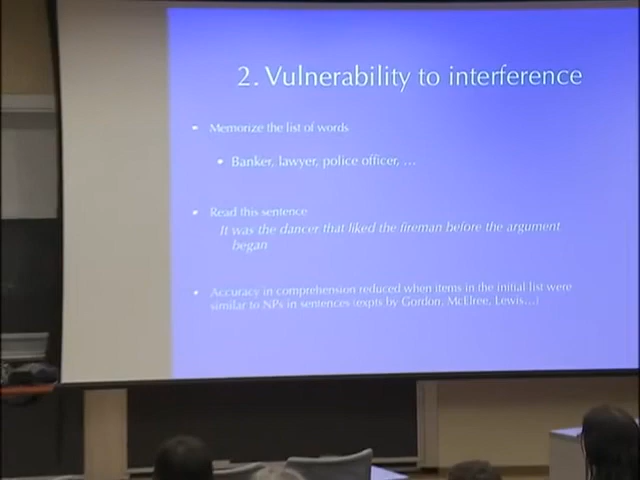 2. Vulnerability to interference
Memorize the list of words
Banker, lawyer, police officer, ...
Read this sentence
It was the dancer that liked the fireman before the argument
began
Accuracy in comprehension reduced when items in the initial list were
similar to NPs in sentences (expts by Gordon, McElree, Lewis...)